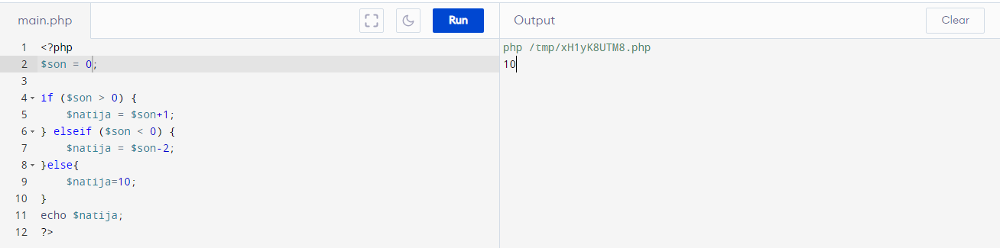 main.php
Run
Output
Clear
1 <?php
2 $son = 0;
3
4 if ($son > 0) {
5     $natija = $son+1;
6 } elseif ($son < 0) {
7     $natija = $son-2;
8 }else{
9     $natija=10;
10 }
11 echo $natija;
12 ?>
php /tmp/xH1yK8UTM8.php
10